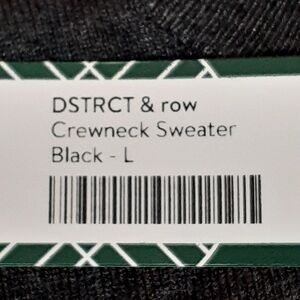 DSTRCT & row
Crewneck Sweater
Black - L